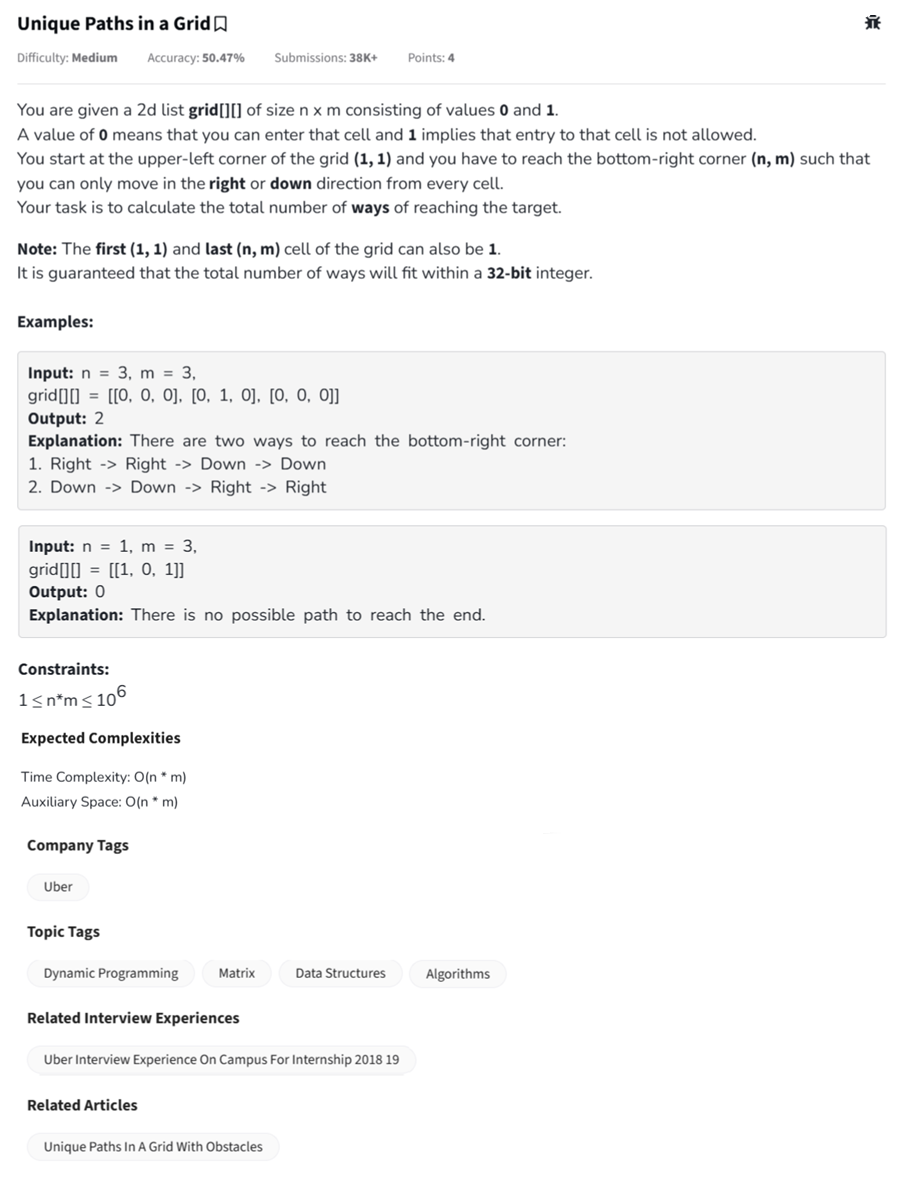 Unique Paths in a Grid
Difficulty: Medium Accuracy: 50.47% Submissions: 38K+ Points: 4
You are given a 2d list grid[][] of size n x m consisting of values 0 and 1.
A value of 0 means that you can enter that cell and 1 implies that entry to that cell is not allowed.
You start at the upper-left corner of the grid (1, 1) and you have to reach the bottom-right corner (n, m) such that
you can only move in the right or down direction from every cell.
Your task is to calculate the total number of ways of reaching the target.
Note: The first (1, 1) and last (n, m) cell of the grid can also be 1.
It is guaranteed that the total number of ways will fit within a 32-bit integer.
Examples:
Input: n = 3, m = 3,
grid[][] = [[0, 0, 0], [0, 1, 0], [0, 0, 0]]
Output: 2
Explanation: There are two ways to reach the bottom-right corner:
1. Right -> Right -> Down -> Down
2. Down -> Down -> Right -> Right
Input: n = 1, m = 3,
grid[][] = [[1, 0, 1]]
Output: 0
Explanation: There is no possible path to reach the end.
Constraints:
1 ≤ n*m ≤ 10^6
Expected Complexities
Time Complexity: O(n * m)
Auxiliary Space: O(n * m)
Company Tags
Uber
Topic Tags
Dynamic Programming Matrix Data Structures Algorithms
Related Interview Experiences
Uber Interview Experience On Campus For Internship 2018 19
Related Articles
Unique Paths In A Grid With Obstacles